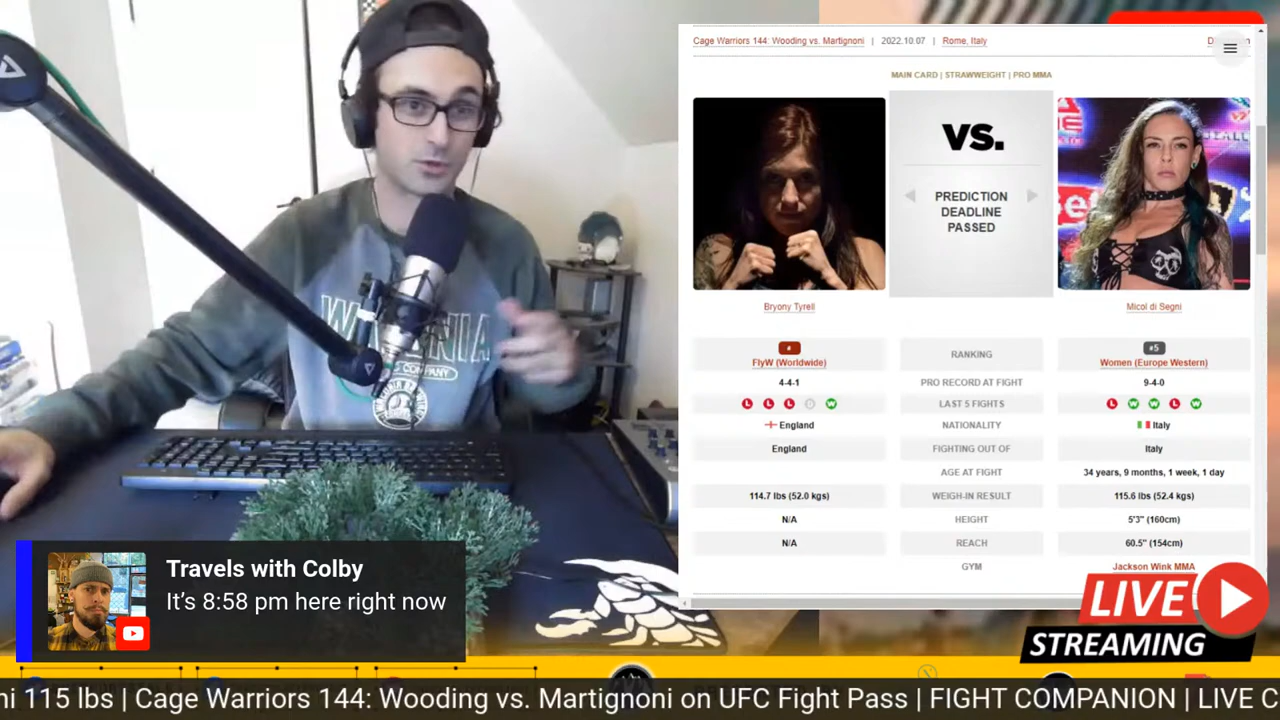 Cage Warriors 144: Wooding vs. Martignoni | 2022.10.07 | Rome, Italy
MAIN CARD | STRAWWEIGHT | PRO MMA
VS.
PREDICTION
DEADLINE
PASSED
Bryony Tyrell
Micol di Segni
# RANKING #5
FlyW (Worldwide) Women (Europe Western)
4-4-1 PRO RECORD AT FIGHT 9-4-0
L L L D W LAST 5 FIGHTS L W W L W
England NATIONALITY Italy
England FIGHTING OUT OF Italy
AGE AT FIGHT 34 years, 9 months, 1 week, 1 day
114.7 lbs (52.0 kgs) WEIGH-IN RESULT 115.6 lbs (52.4 kgs)
N/A HEIGHT 5'3" (160cm)
N/A REACH 60.5" (154cm)
GYM Jackson Wink MMA
Travels with Colby
It's 8:58 pm here right now
LIVE
STREAMING
ni 115 lbs | Cage Warriors 144: Wooding vs. Martignoni on UFC Fight Pass | FIGHT COMPANION | LIVE C